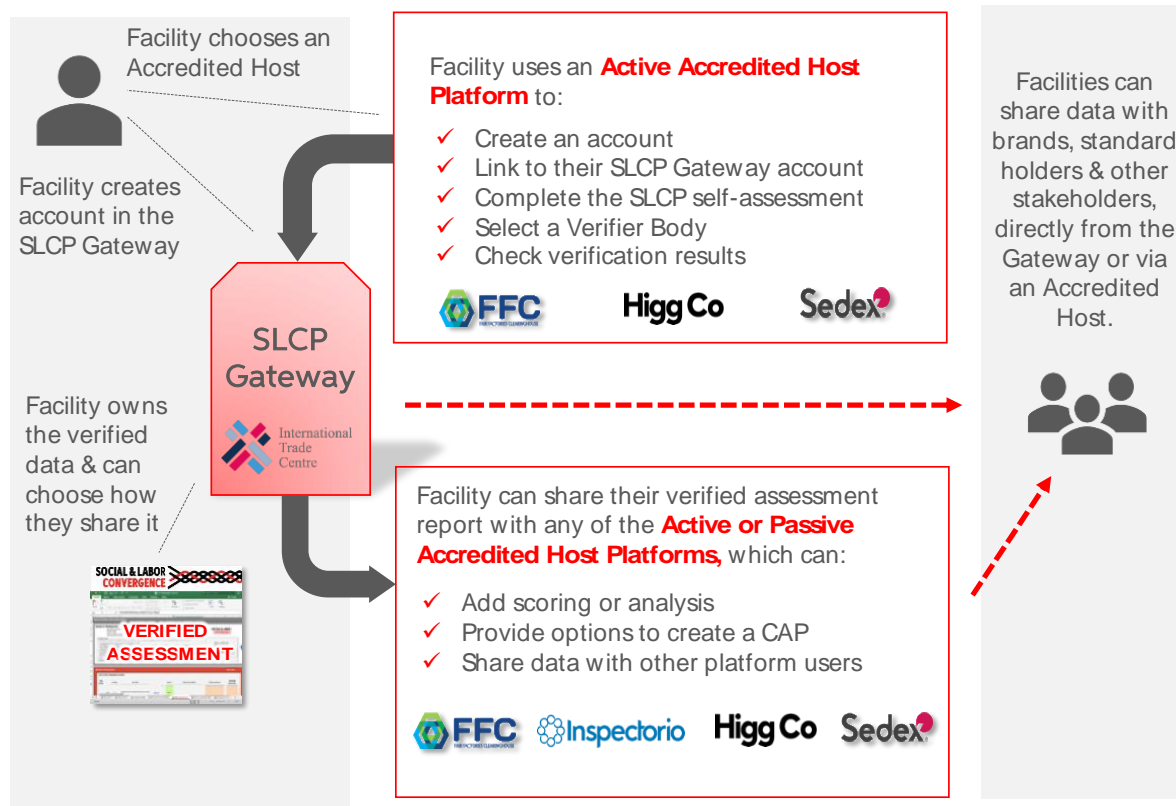 Facility chooses an
Accredited Host
Facility creates
account in the
SLCP Gateway
Facility uses an Active Accredited Host
Platform to:
✓ Create an account
✓ Link to their SLCP Gateway account
✓ Complete the SLCP self-assessment
✓ Select a Verifier Body
✓ Check verification results
FFC
FAIR FACTORIES CLEARINGHOUSE
Higg Co
Sedex
SLCP
Gateway
International
Trade
Centre
Facility owns
the verified
data & can
choose how
they share it
SOCIAL & LABOR
CONVERGENCE
VERIFIED
ASSESSMENT
Facility can share their verified assessment
report with any of the Active or Passive
Accredited Host Platforms, which can:
✓ Add scoring or analysis
✓ Provide options to create a CAP
✓ Share data with other platform users
FFC
FAIR FACTORIES CLEARINGHOUSE
Inspectorio
Higg Co
Sedex
Facilities can
share data with
brands, standard
holders & other
stakeholders,
directly from the
Gateway or via
an Accredited
Host.